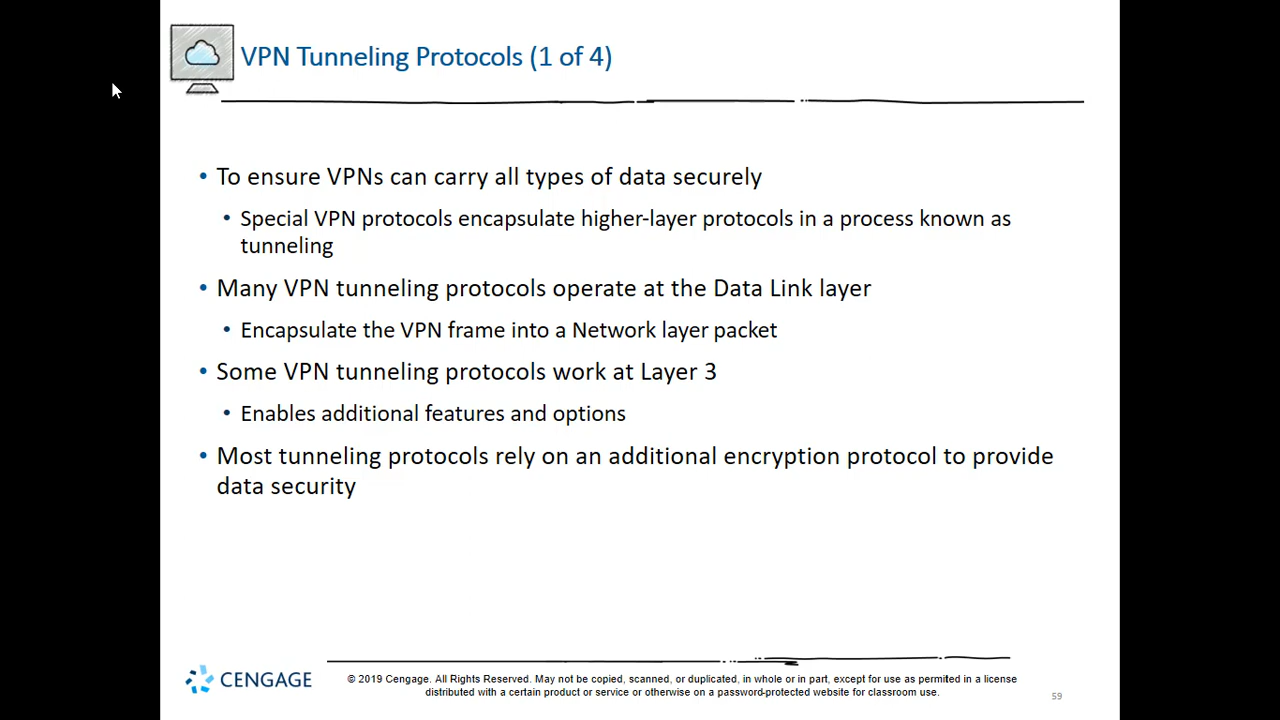 VPN Tunneling Protocols (1 of 4)
• To ensure VPNs can carry all types of data securely
• Special VPN protocols encapsulate higher-layer protocols in a process known as
tunneling
• Many VPN tunneling protocols operate at the Data Link layer
• Encapsulate the VPN frame into a Network layer packet
• Some VPN tunneling protocols work at Layer 3
• Enables additional features and options
• Most tunneling protocols rely on an additional encryption protocol to provide
data security
CENGAGE
© 2019 Cengage. All Rights Reserved. May not be copied, scanned, or duplicated, in whole or in part, except for use as permitted in a license
distributed with a certain product or service or otherwise on a password-protected website for classroom use.
59